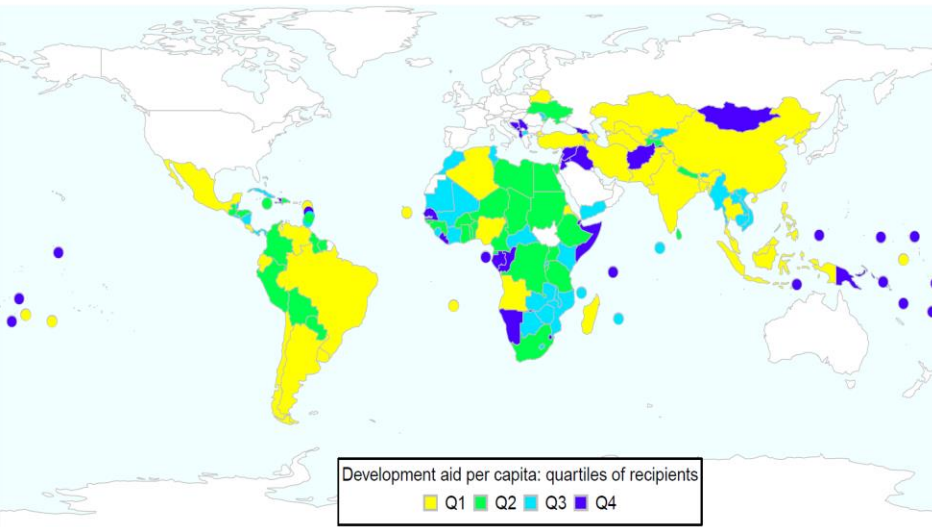 Development aid per capita: quartiles of recipients
Q1 Q2 Q3 Q4